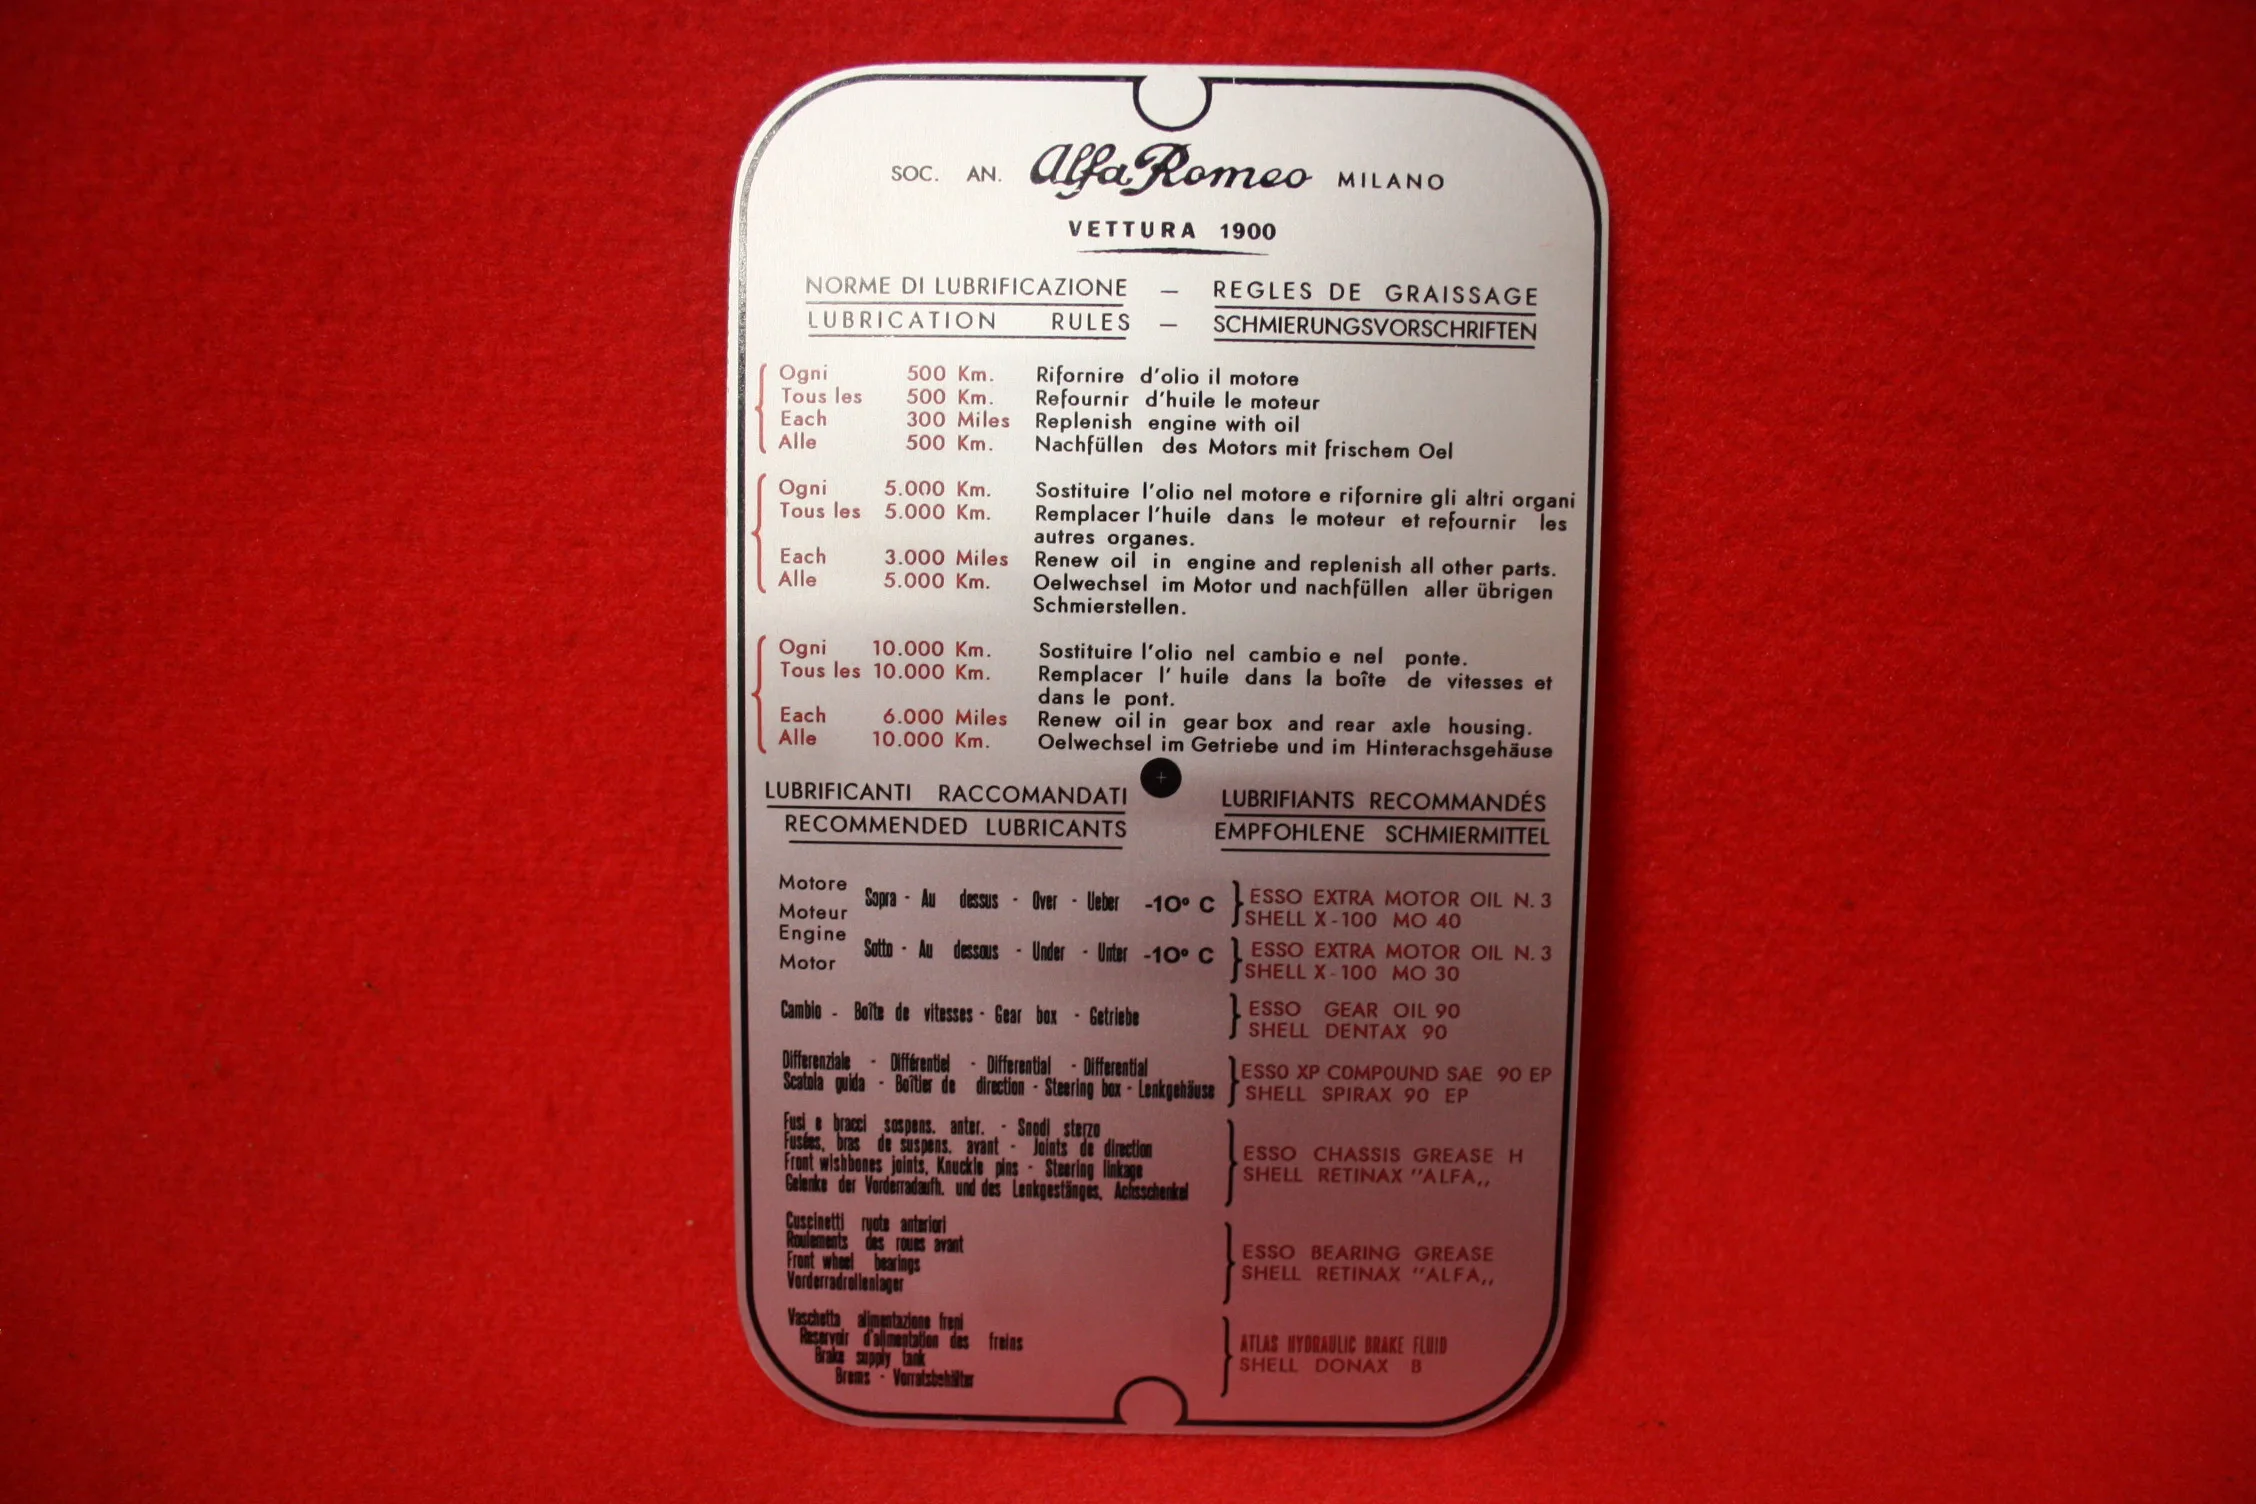 SOC. AN. Alfa Romeo MILANO
VETTURA 1900
NORME DI LUBRIFICAZIONE — REGLES DE GRAISSAGE
LUBRICATION RULES — SCHMIERUNGSVORSCHRIFTEN
Ogni 500 Km. Rifornire d'olio il motore
Tous les 500 Km. Refournir d'huile le moteur
Each 300 Miles Replenish engine with oil
Alle 500 Km. Nachfüllen des Motors mit frischem Oel
Ogni 5.000 Km. Sostituire l'olio nel motore e rifornire gli altri organi
Tous les 5.000 Km. Remplacer l'huile dans le moteur et refournir les
autres organes.
Each 3.000 Miles Renew oil in engine and replenish all other parts.
Alle 5.000 Km. Oelwechsel im Motor und nachfüllen aller übrigen
Schmierstellen.
Ogni 10.000 Km. Sostituire l'olio nel cambio e nel ponte.
Tous les 10.000 Km. Remplacer l' huile dans la boîte de vitesses et
dans le pont.
Each 6.000 Miles Renew oil in gear box and rear axle housing.
Alle 10.000 Km. Oelwechsel im Getriebe und im Hinterachsgehäuse
LUBRIFICANTI RACCOMANDATI LUBRIFIANTS RECOMMANDÉS
RECOMMENDED LUBRICANTS EMPFOHLENE SCHMIERMITTEL
Motore
Moteur
Engine
Motor
Sopra - Au dessus - Over - Ueber -10° C
ESSO EXTRA MOTOR OIL N. 3
SHELL X-100 MO 40
Sotto - Au dessous - Under - Unter -10° C
ESSO EXTRA MOTOR OIL N. 3
SHELL X-100 MO 30
Cambio - Boîte de vitesses - Gear box - Getriebe
ESSO GEAR OIL 90
SHELL DENTAX 90
Differenziale - Différentiel - Differential - Differential
Scatola guida - Boîtier de direction - Steering box - Lenkgehäuse
ESSO XP COMPOUND SAE 90 EP
SHELL SPIRAX 90 EP
Fusi e bracci sospens. anter. - Snodi sterzo
Fusées, bras de suspens. avant - Joints de direction
Front wishbones joints, Knuckle pins - Steering linkage
Gelenke der Vorderradaufh. und des Lenkgestänges, Achsschenkel
ESSO CHASSIS GREASE H
SHELL RETINAX "ALFA,,
Cuscinetti ruote anteriori
Roulements des roues avant
Front wheel bearings
Vorderradrollenlager
ESSO BEARING GREASE
SHELL RETINAX "ALFA,,
Vaschetta alimentazione freni
Reservoir d'alimentation des freins
Brake supply tank
Brems - Vorratsbehälter
ATLAS HYDRAULIC BRAKE FLUID
SHELL DONAX B